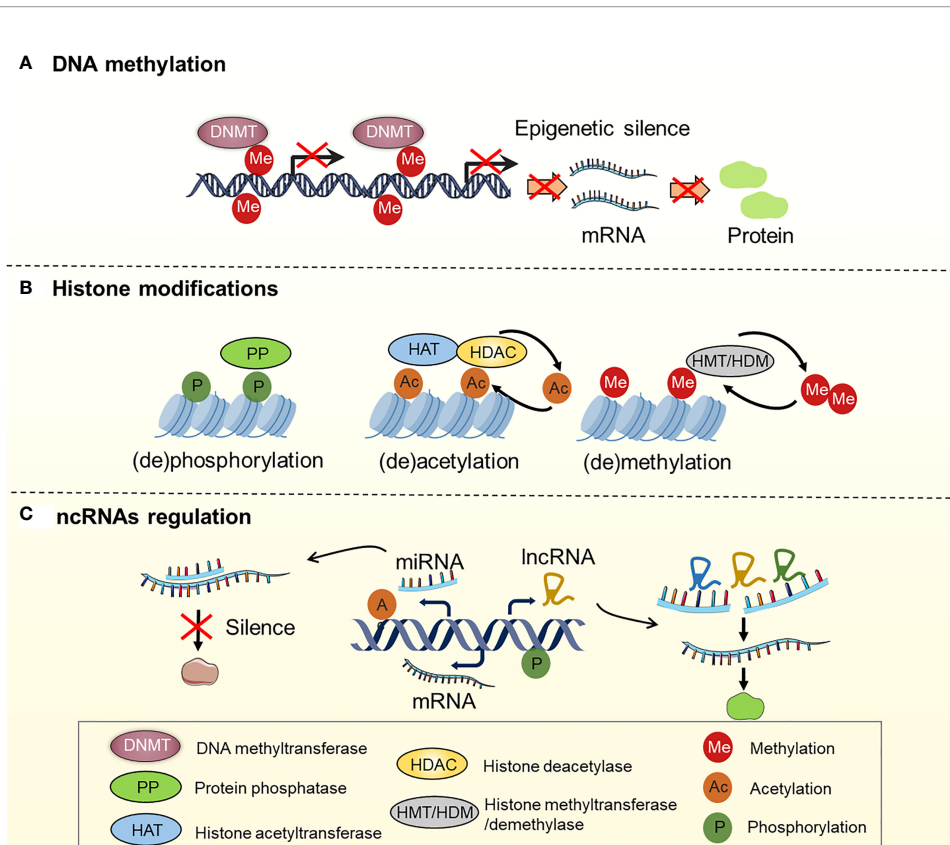 A DNA methylation
DNMT
DNMT
Epigenetic silence
Me
Me
Me
Me
mRNA
Protein
B Histone modifications
PP
HAT
HDAC
HMT/HDM
P
P
Ac
Ac
Ac
Me
Me
Me
Me
(de)phosphorylation
(de)acetylation
(de)methylation
C ncRNAs regulation
miRNA
lncRNA
A
Silence
P
mRNA
DNMT DNA methyltransferase
PP Protein phosphatase
HAT Histone acetyltransferase
HDAC Histone deacetylase
HMT/HDM Histone methyltransferase
/demethylase
Me Methylation
Ac Acetylation
P Phosphorylation